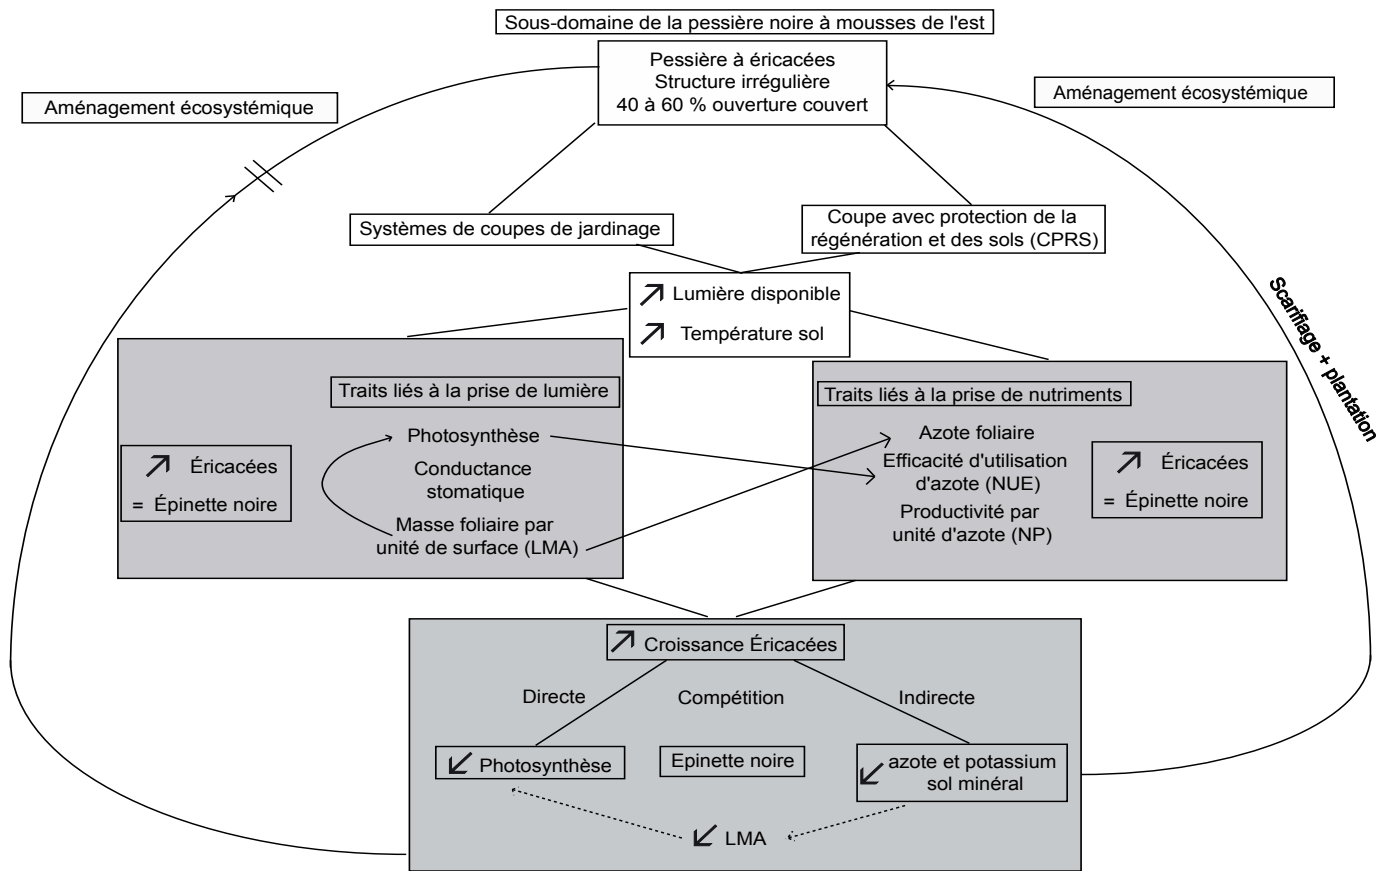 Sous-domaine de la pessière noire à mousses de l'est
Pessière à éricacées
Structure irrégulière
40 à 60 % ouverture couvert
Aménagement écosystémique
Aménagement écosystémique
Systèmes de coupes de jardinage
Coupe avec protection de la
régénération et des sols (CPRS)
Lumière disponible
Température sol
Scarifiage + plantation
Traits liés à la prise de lumière
Photosynthèse
Conductance
stomatique
Masse foliaire par
unité de surface (LMA)
Éricacées
= Épinette noire
Traits liés à la prise de nutriments
Azote foliaire
Efficacité d'utilisation
d'azote (NUE)
Productivité par
unité d'azote (NP)
Éricacées
= Épinette noire
Croissance Éricacées
Directe
Compétition
Indirecte
Photosynthèse
Epinette noire
azote et potassium
sol minéral
LMA